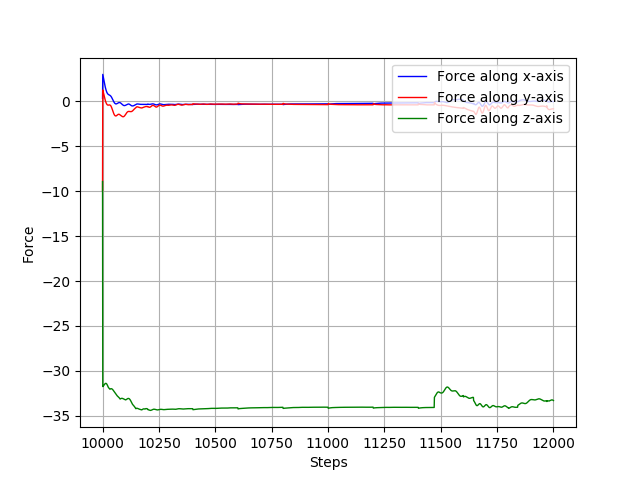 Force along x-axis
Force along y-axis
Force along z-axis
0
−5
−10
−15
−20
−25
−30
−35
Force
10000 10250 10500 10750 11000 11250 11500 11750 12000
Steps